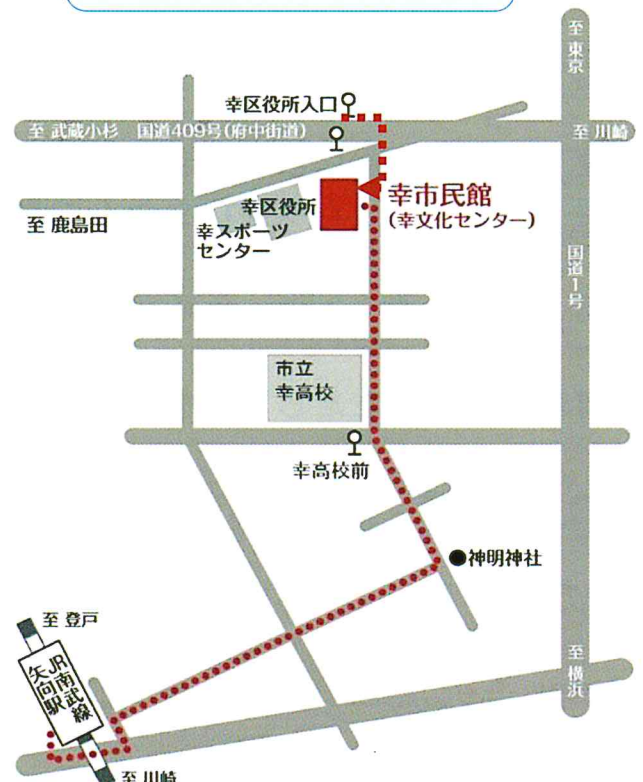 至 東京
幸区役所入口
至 武蔵小杉 国道409号(府中街道)
至 川崎
幸市民館
(幸文化センター)
幸区役所
幸スポーツ
センター
至 鹿島田
国道1号
市立
幸高校
幸高校前
神明神社
至 登戸
JR南武線
矢向駅
至 横浜
至 川崎